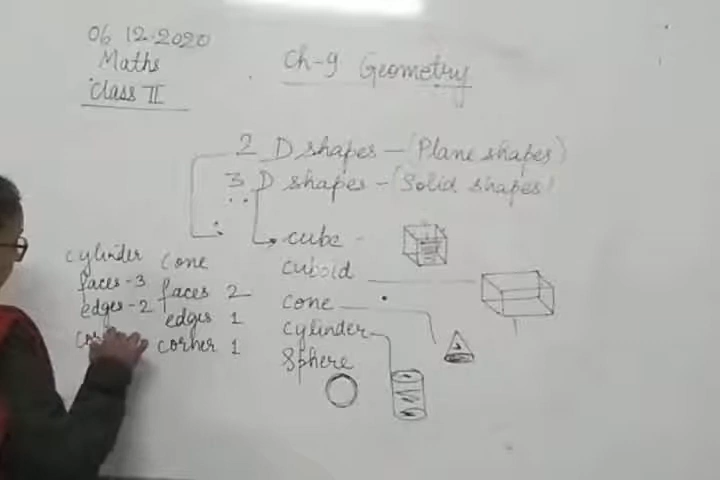 06 12-2020
Maths
Class II
Ch-9 Geometry
2 D shapes - (Plane shapes)
3 D shapes - (Solid shapes)
cube -
cuboid
cone
cylinder
Sphere
cylinder
faces - 3
edges - 2
cone
faces 2
edges 1
corner 1